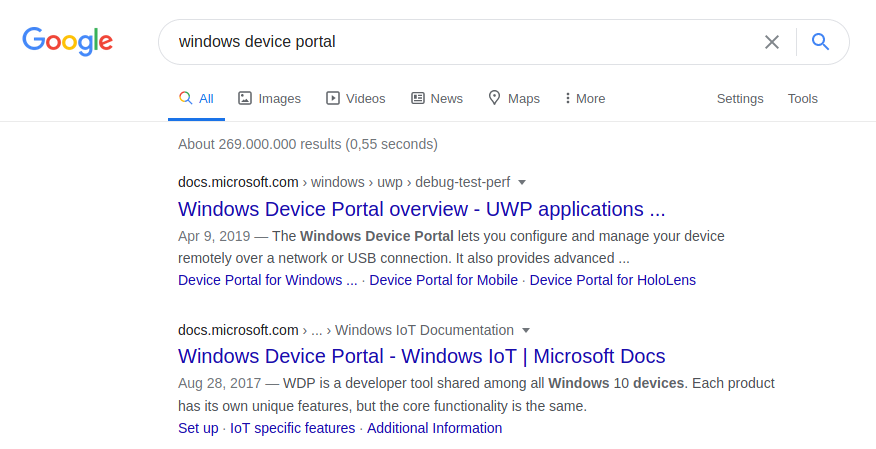 Google
windows device portal
All Images Videos News Maps More Settings Tools
About 269.000.000 results (0,55 seconds)
docs.microsoft.com › windows › uwp › debug-test-perf
Windows Device Portal overview - UWP applications ...
Apr 9, 2019 — The Windows Device Portal lets you configure and manage your device
remotely over a network or USB connection. It also provides advanced ...
Device Portal for Windows ... · Device Portal for Mobile · Device Portal for HoloLens
docs.microsoft.com › ... › Windows IoT Documentation
Windows Device Portal - Windows IoT | Microsoft Docs
Aug 28, 2017 — WDP is a developer tool shared among all Windows 10 devices. Each product
has its own unique features, but the core functionality is the same.
Set up · IoT specific features · Additional Information